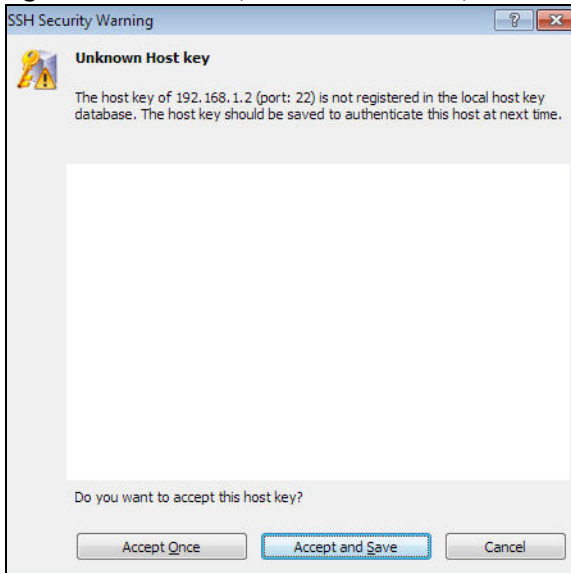 SSH Security Warning
Unknown Host key
The host key of 192.168.1.2 (port: 22) is not registered in the local host key
database. The host key should be saved to authenticate this host at next time.
Do you want to accept this host key?
Accept Once
Accept and Save
Cancel